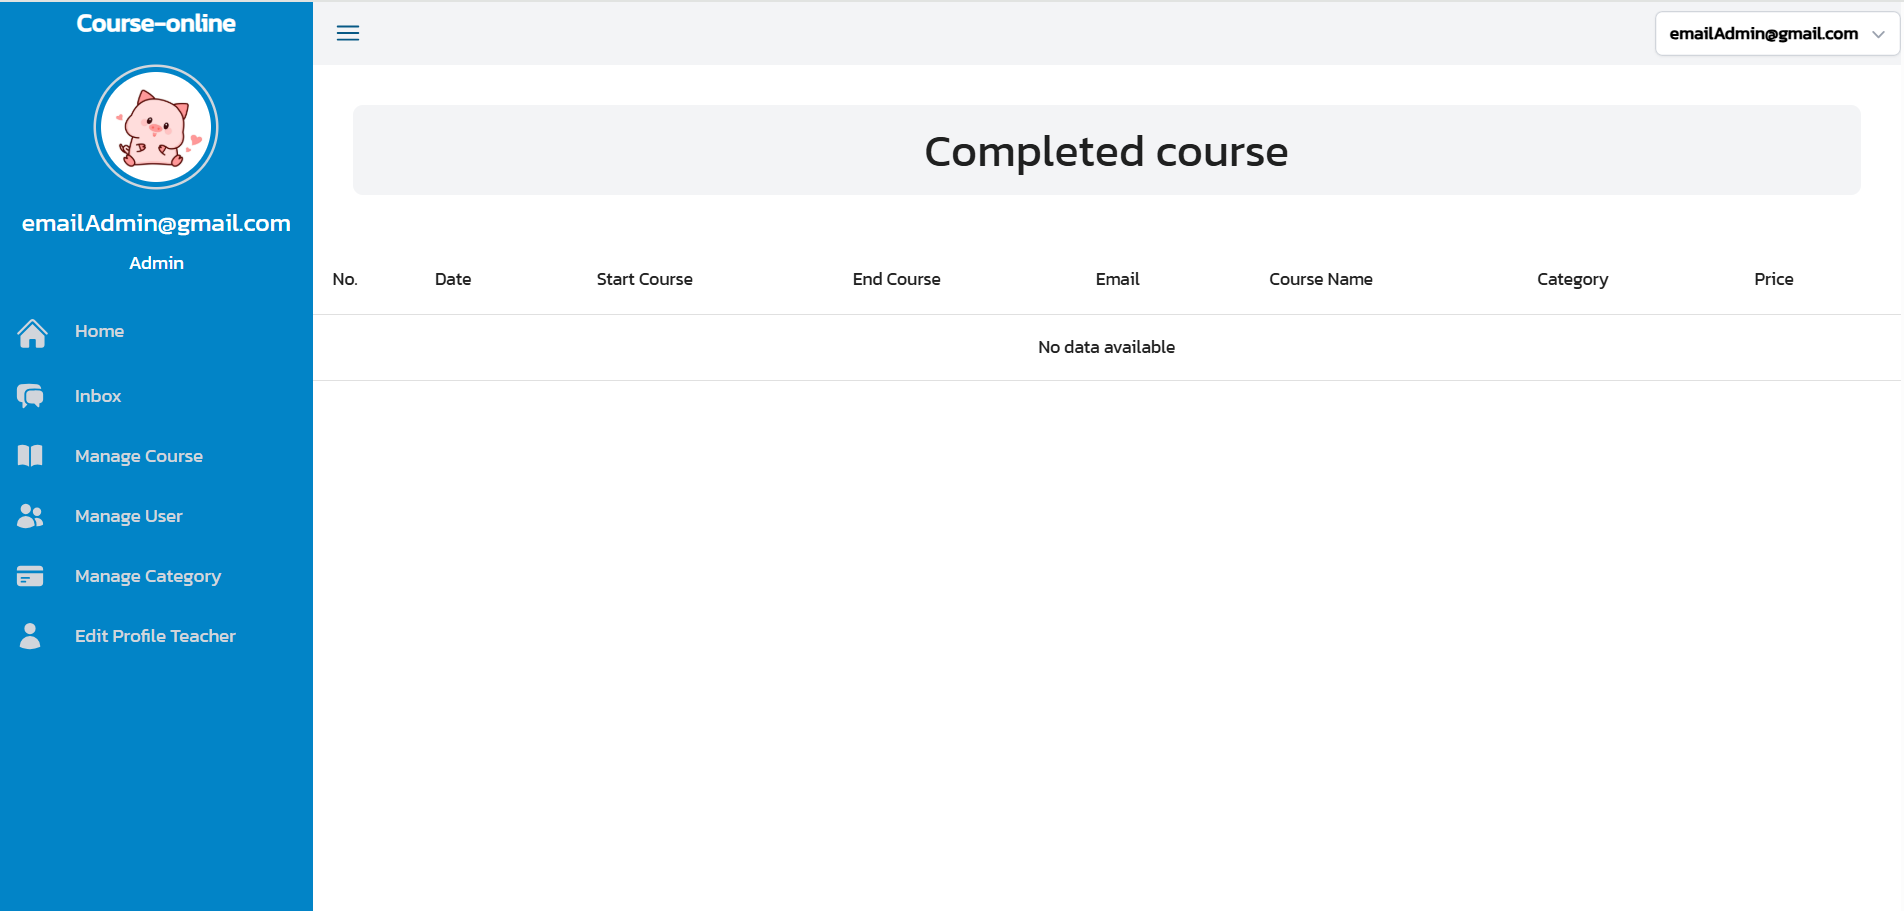 Course-online
emailAdmin@gmail.com
Admin
Home
Inbox
Manage Course
Manage User
Manage Category
Edit Profile Teacher
emailAdmin@gmail.com
Completed course
No. Date Start Course End Course Email Course Name Category Price
No data available